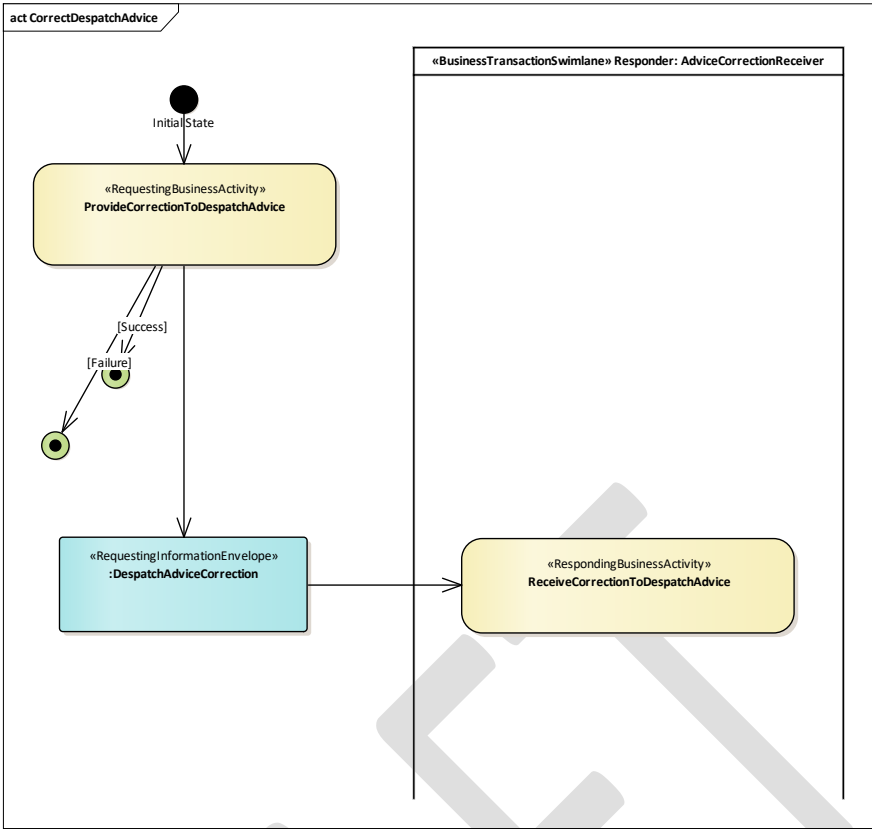 act CorrectDespatchAdvice
«BusinessTransactionSwimlane» Responder: AdviceCorrectionReceiver
Initial State
«RequestingBusinessActivity»
ProvideCorrectionToDespatchAdvice
[Success]
[Failure]
«RequestingInformationEnvelope»
:DespatchAdviceCorrection
«RespondingBusinessActivity»
ReceiveCorrectionToDespatchAdvice